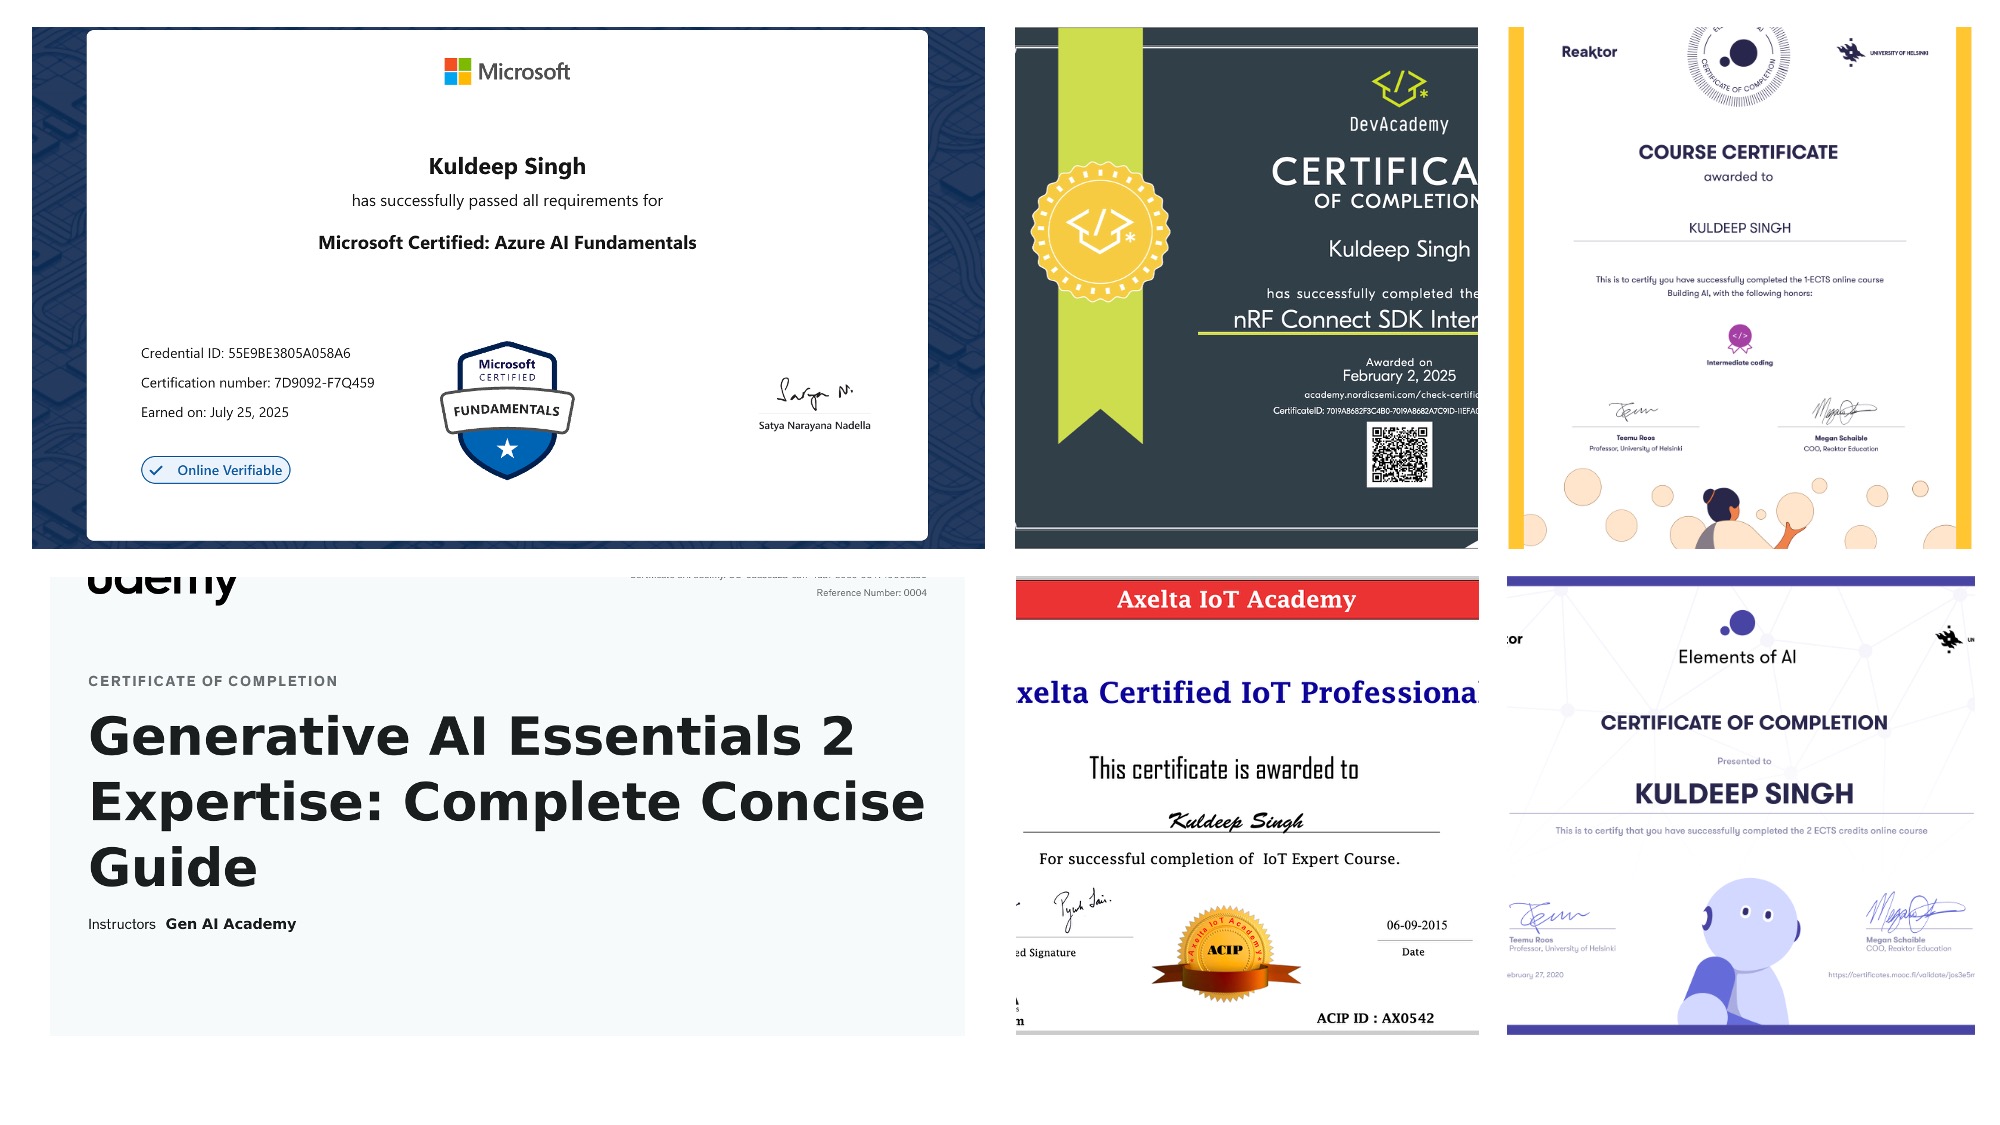 Microsoft
Kuldeep Singh
has successfully passed all requirements for
Microsoft Certified: Azure AI Fundamentals
Credential ID: 55E9BE3805A058A6
Certification number: 7D9092-F7Q459
Earned on: July 25, 2025
Online Verifiable
Microsoft
CERTIFIED
FUNDAMENTALS
Satya Narayana Nadella
DevAcademy
CERTIFICA
OF COMPLETION
Kuldeep Singh
has successfully completed the
nRF Connect SDK Inter
Awarded on
February 2, 2025
academy.nordicsemi.com/check-certific
CertificateID: 7019A8682F3C4B0-7019A8682A7C91D-11EFA
Reaktor
CERTIFICATE OF COMPLETION
UNIVERSITY OF HELSINKI
COURSE CERTIFICATE
awarded to
KULDEEP SINGH
This is to certify you have successfully completed the 1-ECTS online course
Building AI, with the following honors:
Intermediate coding
Teemu Roos
Professor, University of Helsinki
Megan Schaible
COO, Reaktor Education
udemy
Reference Number: 0004
CERTIFICATE OF COMPLETION
Generative AI Essentials 2
Expertise: Complete Concise
Guide
Instructors Gen AI Academy
Axelta IoT Academy
xelta Certified IoT Professional
This certificate is awarded to
Kuldeep Singh
For successful completion of IoT Expert Course.
ed Signature
Axelta IoT Academy
ACIP
06-09-2015
Date
m
ACIP ID : AX0542
tor
Elements of AI
UN
CERTIFICATE OF COMPLETION
Presented to
KULDEEP SINGH
This is to certify that you have successfully completed the 2 ECTS credits online course
Teemu Roos
Professor, University of Helsinki
Megan Schaible
COO, Reaktor Education
ebruary 27, 2020
https://certificates.mooc.fi/validate/jos3e5m